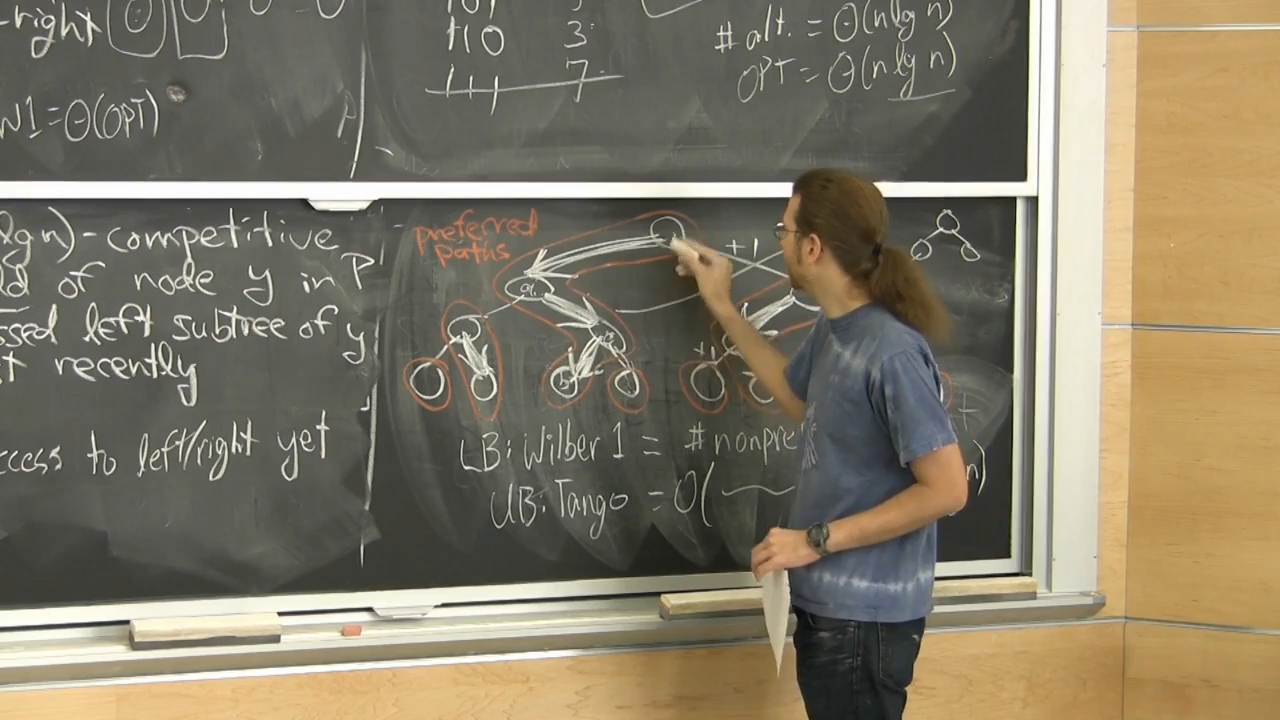 -right
W1=Θ(OPT)
101 3
110 3
111 7
# alt. = Θ(n lg n)
OPT = Θ(n lg n)
lg n)-competitive
ld of node y in P
ssed left subtree of y
t recently
ccess to left/right yet
preferred
paths
+1
+1
LB: Wilber 1 = # nonpre
UB: Tango = O(